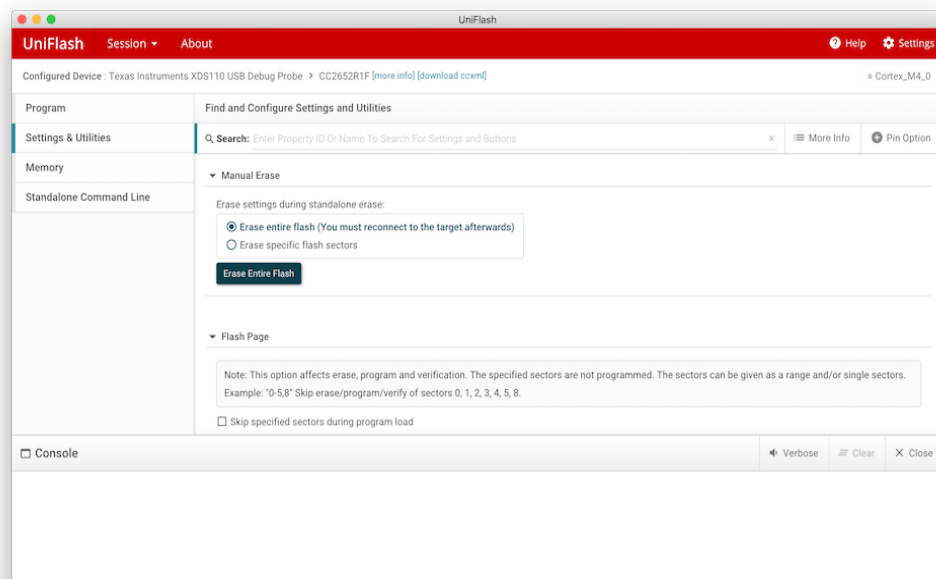 UniFlash
UniFlash Session About Help Settings
Configured Device : Texas Instruments XDS110 USB Debug Probe > CC2652R1F [more info] [download ccxml] Cortex_M4_0
Program
Settings & Utilities
Memory
Standalone Command Line
Find and Configure Settings and Utilities
Search: Enter Property ID Or Name To Search For Settings and Buttons × More Info Pin Option
Manual Erase
Erase settings during standalone erase:
Erase entire flash (You must reconnect to the target afterwards)
Erase specific flash sectors
Erase Entire Flash
Flash Page
Note: This option affects erase, program and verification. The specified sectors are not programmed. The sectors can be given as a range and/or single sectors.
Example: "0-5,8" Skip erase/program/verify of sectors 0, 1, 2, 3, 4, 5, 8.
Skip specified sectors during program load
Console Verbose Clear Close